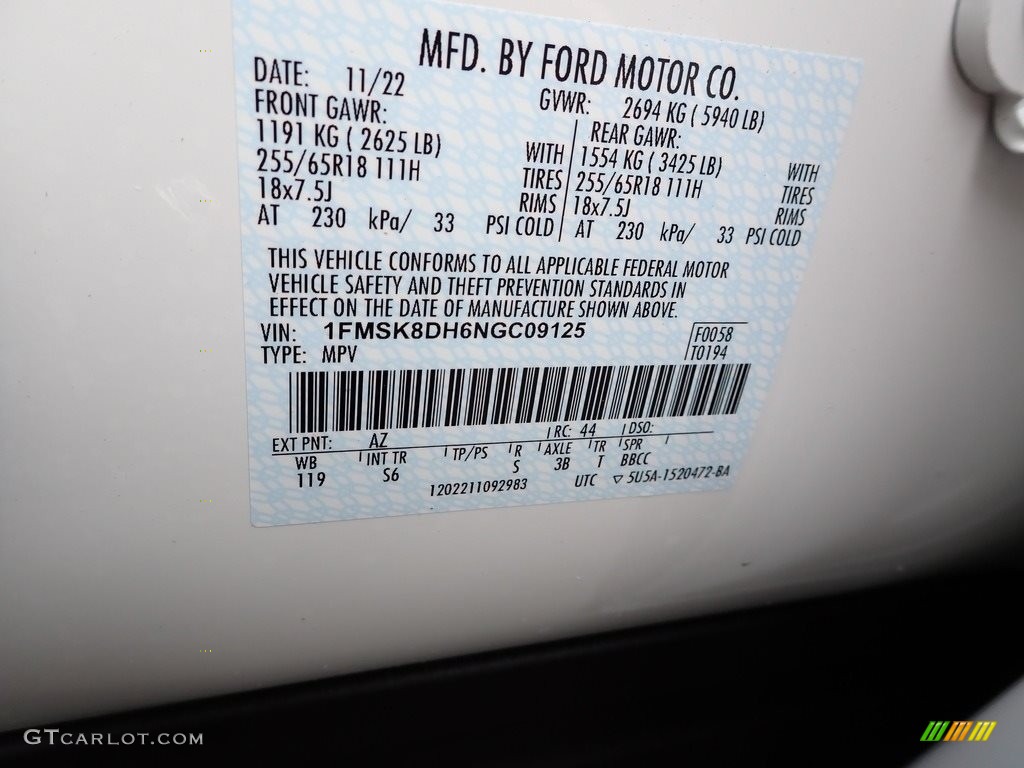 MFD. BY FORD MOTOR CO.
DATE: 11/22 GVWR: 2694 KG ( 5940 LB)
FRONT GAWR: REAR GAWR:
1191 KG ( 2625 LB) WITH 1554 KG ( 3425 LB) WITH
255/65R18 111H TIRES 255/65R18 111H TIRES
18x7.5J RIMS 18x7.5J RIMS
AT 230 kPa/ 33 PSI COLD AT 230 kPa/ 33 PSI COLD
THIS VEHICLE CONFORMS TO ALL APPLICABLE FEDERAL MOTOR
VEHICLE SAFETY AND THEFT PREVENTION STANDARDS IN
EFFECT ON THE DATE OF MANUFACTURE SHOWN ABOVE.
VIN: 1FMSK8DH6NGC09125 F0058
TYPE: MPV T0194
EXT PNT: AZ RC: 44 DSO:
WB INT TR TP/PS R AXLE TR SPR
119 S6 S 3B T BBCC
1202211092983 UTC ▽ 5U5A-1520472-BA
GTCARLOT.COM